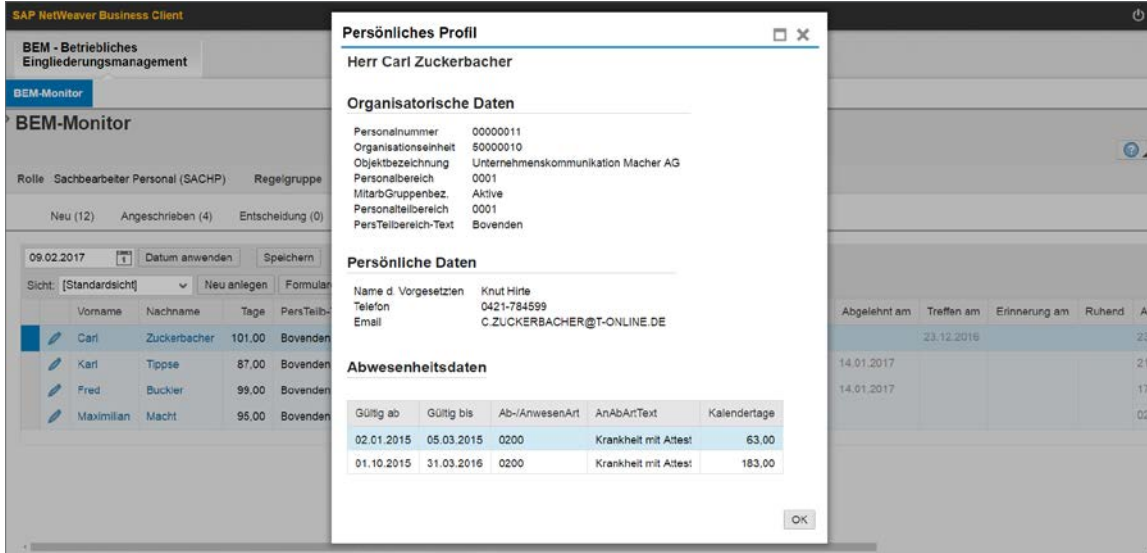 SAP NetWeaver Business Client
BEM - Betriebliches
Eingliederungsmanagement
BEM-Monitor
BEM-Monitor
Rolle Sachbearbeiter Personal (SACHP) Regelgruppe
Neu (12) Angeschrieben (4) Entscheidung (0)
09.02.2017 Datum anwenden Speichern
Sicht: [Standardsicht] Neu anlegen
Vorname Nachname Tage Abgelehnt am Treffen am Erinnerung am Ruhend
Carl Zuckerbacher 101,00 Bovenden 23.12.2016
Karl Tippse 87,00 Bovenden 14.01.2017
Fred Buckler 99,00 Bovenden 14.01.2017
Maximilian Macht 95,00 Bovenden
Persönliches Profil
Herr Carl Zuckerbacher
Organisatorische Daten
Personalnummer 00000011
Organisationseinheit 50000010
Objektbezeichnung Unternehmenskommunikation Macher AG
Personalbereich 0001
MitarbGruppenbez. Aktive
Personalteilbereich 0001
PersTeilbereich-Text Bovenden
Persönliche Daten
Name d. Vorgesetzten Knut Hirte
Telefon 0421-784599
Email C.ZUCKERBACHER@T-ONLINE.DE
Abwesenheitsdaten
Gültig ab Gültig bis Ab-/AnwesenArt AnAbArtText Kalendertage
02.01.2015 05.03.2015 0200 Krankheit mit Attest 63,00
01.10.2015 31.03.2016 0200 Krankheit mit Attest 183,00
OK